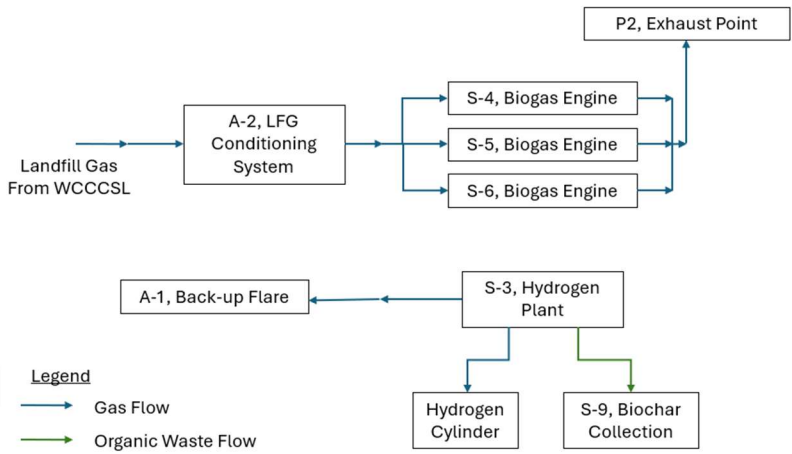 P2, Exhaust Point
S-4, Biogas Engine
A-2, LFG
Conditioning
System
S-5, Biogas Engine
Landfill Gas
From WCCCSL
S-6, Biogas Engine
A-1, Back-up Flare
S-3, Hydrogen
Plant
Legend
Gas Flow
Organic Waste Flow
Hydrogen
Cylinder
S-9, Biochar
Collection